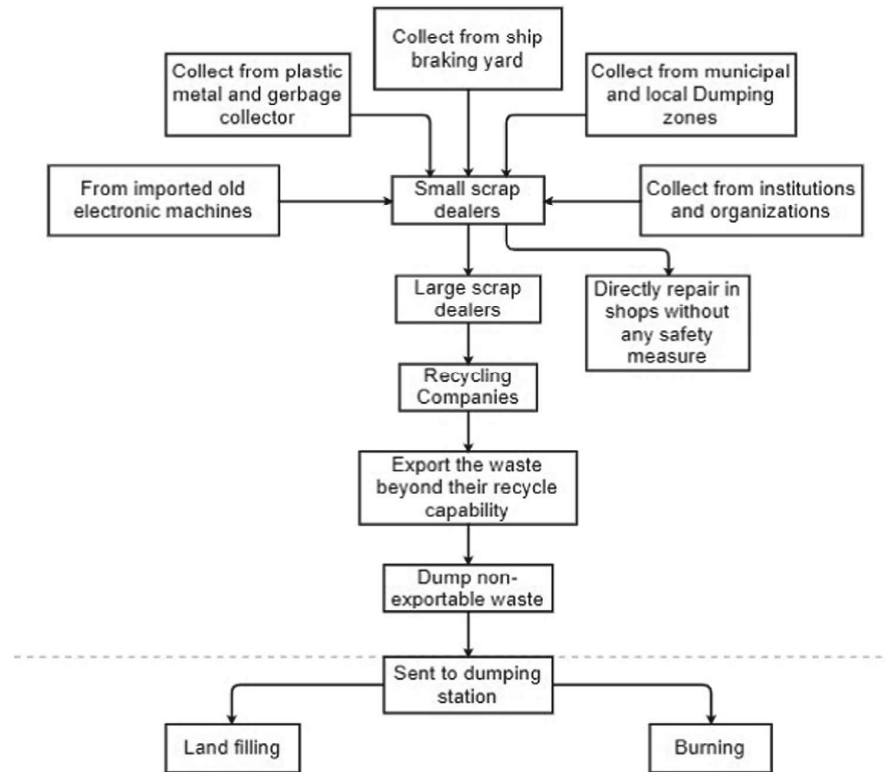 Collect from ship
braking yard
Collect from plastic
metal and gerbage
collector
Collect from municipal
and local Dumping
zones
From imported old
electronic machines
Small scrap
dealers
Collect from institutions
and organizations
Large scrap
dealers
Directly repair in
shops without
any safety
measure
Recycling
Companies
Export the waste
beyond their recycle
capability
Dump non-
exportable waste
Sent to dumping
station
Land filling
Burning